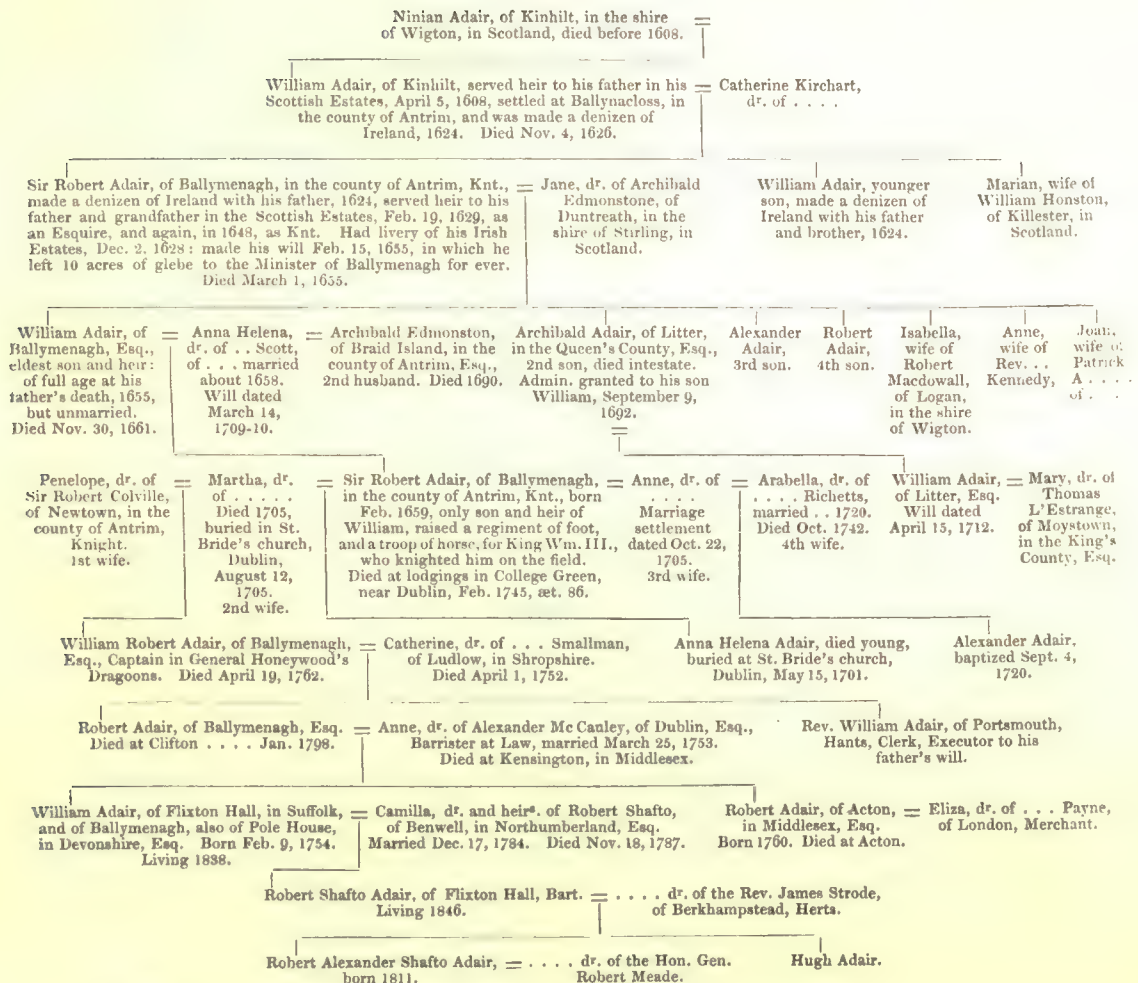 Ninian Adair, of Kinhilt, in the shire =
of Wigton, in Scotland, died before 1608.
William Adair, of Kinhilt, served heir to his father in his
Scottish Estates, April 5, 1608, settled at Ballynacloss, in
the county of Antrim, and was made a denizen of
Ireland, 1624. Died Nov. 4, 1626.
= Catherine Kirchart,
dr. of . . . .
Sir Robert Adair, of Ballymenagh, in the county of Antrim, Knt.,
made a denizen of Ireland with his father, 1624, served heir to his
father and grandfather in the Scottish Estates, Feb. 19, 1629, as
an Esquire, and again, in 1648, as Knt. Had livery of his Irish
Estates, Dec. 2. 1628: made his will Feb. 15, 1655, in which he
left 10 acres of glebe to the Minister of Ballymenagh for ever.
Died March 1, 1655.
= Jane, dr. of Archibald
Edmonstone, of
Duntreath, in the
shire of Stirling, in
Scotland.
William Adair, younger
son, made a denizen of
Ireland with his father
and brother, 1624.
Marian, wife of
William Honston,
of Killester, in
Scotland.
William Adair, of
Ballymenagh, Esq.,
eldest son and heir:
of full age at his
father's death, 1655,
but unmarried.
Died Nov. 30, 1661.
= Anna Helena,
dr. of . . Scott,
of . . . married
about 1658.
Will dated
March 14,
1709-10.
= Archibald Edmonston,
of Braid Island, in the
county of Antrim, Esq.,
2nd husband. Died 1690.
Archibald Adair, of Litter,
in the Queen's County, Esq.,
2nd son, died intestate.
Admin. granted to his son
William, September 9,
1692.
=
Alexander
Adair,
3rd son.
Robert
Adair,
4th son.
Isabella,
wife of
Robert
Macdowall,
of Logan,
in the shire
of Wigton.
Anne,
wife of
Rev. . .
Kennedy,
Joan,
wife of
Patrick
A . . . .
of . .
Penelope, dr. of
Sir Robert Colville,
of Newtown, in the
county of Antrim,
Knight.
1st wife.
= Martha, dr.
of . . . . .
Died 1705,
buried in St.
Bride's church,
Dublin,
August 12,
1705.
2nd wife.
= Sir Robert Adair, of Ballymenagh,
in the county of Antrim, Knt., born
Feb. 1659, only son and heir of
William, raised a regiment of foot,
and a troop of horse, for King Wm. III.,
who knighted him on the field.
Died at lodgings in College Green,
near Dublin, Feb. 1745, æt. 86.
= Anne, dr. of
. . . .
Marriage
settlement
dated Oct. 22,
1705.
3rd wife.
= Arabella, dr. of
. . . . Richetts,
married . . 1720.
Died Oct. 1742.
4th wife.
William Adair,
of Litter, Esq.
Will dated
April 15, 1712.
= Mary, dr. of
Thomas
L'Estrange,
of Moystown,
in the King's
County, Esq.
William Robert Adair, of Ballymenagh,
Esq., Captain in General Honeywood's
Dragoons. Died April 19, 1762.
= Catherine, dr. of . . . Smallman,
of Ludlow, in Shropshire.
Died April 1, 1752.
Anna Helena Adair, died young,
buried at St. Bride's church,
Dublin, May 15, 1701.
Alexander Adair,
baptized Sept. 4,
1720.
Robert Adair, of Ballymenagh, Esq.
Died at Clifton . . . . Jan. 1798.
= Anne, dr. of Alexander Mc Canley, of Dublin, Esq.,
Barrister at Law, married March 25, 1753.
Died at Kensington, in Middlesex.
Rev. William Adair, of Portsmouth,
Hants, Clerk, Executor to his
father's will.
William Adair, of Flixton Hall, in Suffolk,
and of Ballymenagh, also of Pole House,
in Devonshire, Esq. Born Feb. 9, 1754.
Living 1838.
= Camilla, dr. and heirs. of Robert Shafto,
of Benwell, in Northumberland, Esq.
Married Dec. 17, 1784. Died Nov. 18, 1787.
Robert Adair, of Acton,
in Middlesex, Esq.
Born 1760. Died at Acton.
= Eliza, dr. of . . . Payne,
of London, Merchant.
Robert Shafto Adair, of Flixton Hall, Bart.
Living 1846.
= . . . . dr. of the Rev. James Strode,
of Berkhampstead, Herts.
Robert Alexander Shafto Adair,
born 1811.
= . . . . dr. of the Hon. Gen.
Robert Meade.
Hugh Adair.